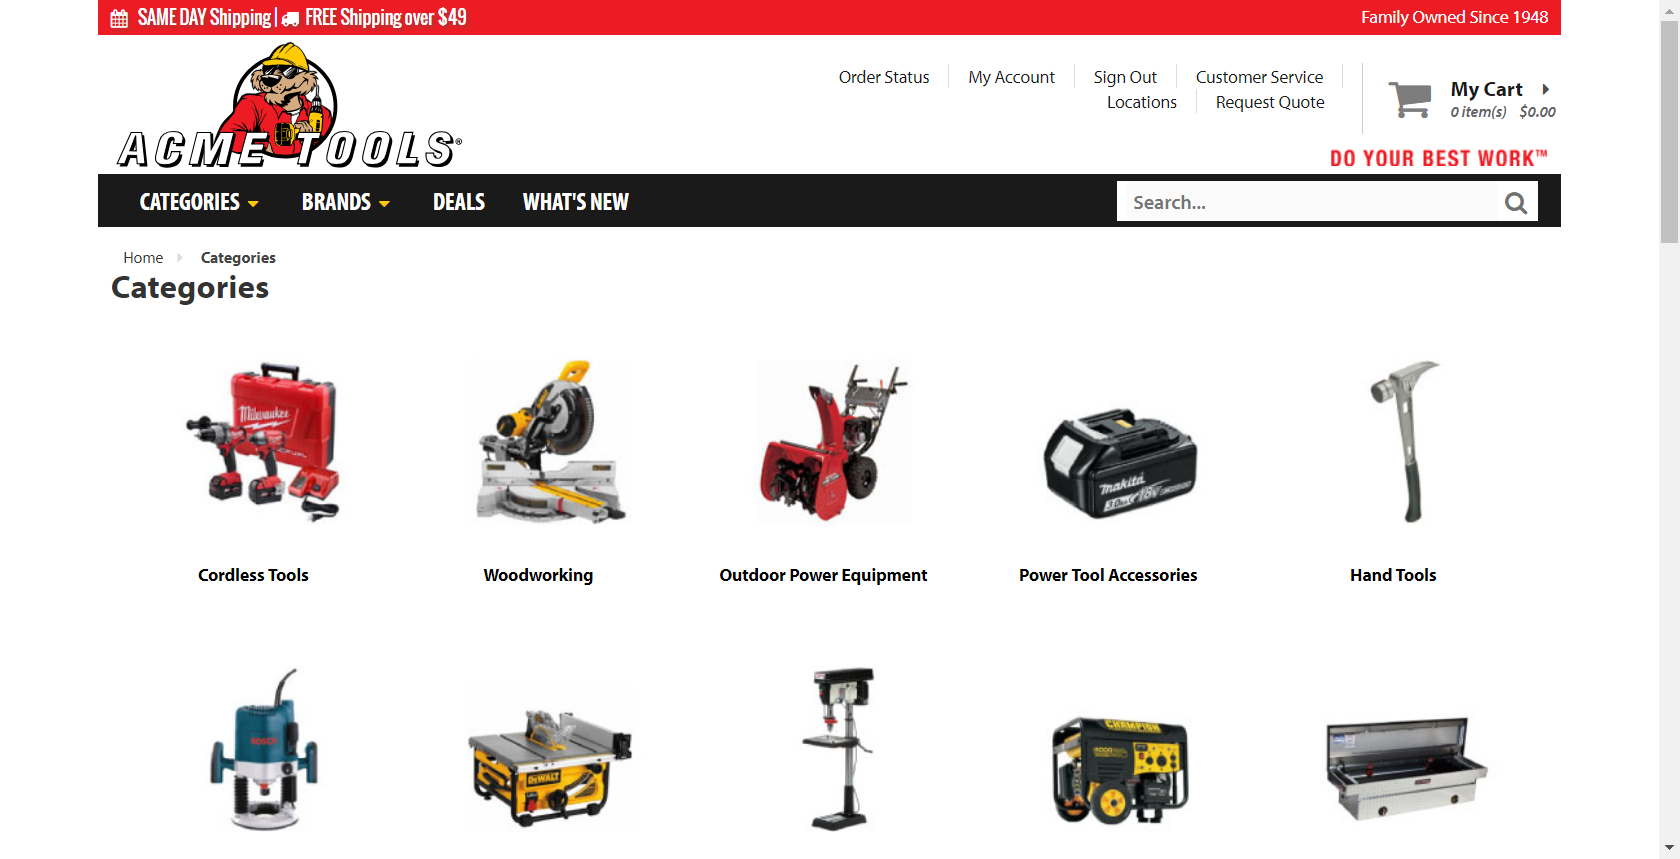 SAME DAY Shipping | FREE Shipping over $49
Family Owned Since 1948
Order Status
My Account
Sign Out
Customer Service
Locations
Request Quote
My Cart
0 item(s) $0.00
ACME TOOLS®
DO YOUR BEST WORK™
CATEGORIES
BRANDS
DEALS
WHAT'S NEW
Search...
Home
Categories
Categories
Milwaukee
makita
3.0Ah 18V
Cordless Tools
Woodworking
Outdoor Power Equipment
Power Tool Accessories
Hand Tools
BOSCH
DEWALT
CHAMPION